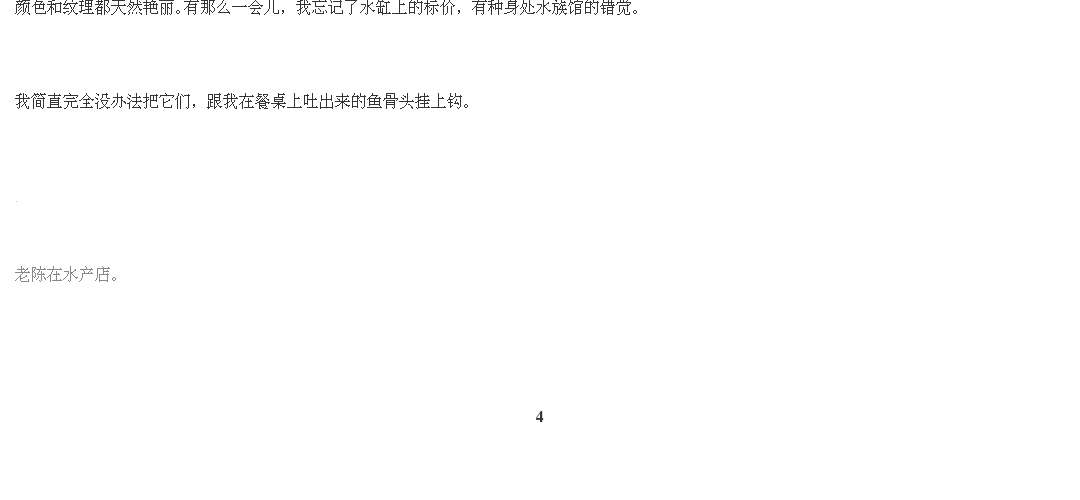 颜色和纹理都天然艳丽。有那么一会儿，我忘记了水缸上的标价，有种身处水族馆的错觉。
我简直完全没办法把它们，跟我在餐桌上吐出来的鱼骨头挂上钩。
老陈在水产店。
4